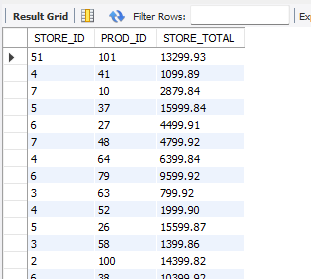 Result Grid Filter Rows: Exp
STORE_ID PROD_ID STORE_TOTAL
51 101 13299.93
4 41 1099.89
7 10 2879.84
5 37 15999.84
6 27 4499.91
7 48 4799.92
4 64 6399.84
6 79 9599.92
3 63 799.92
4 52 1999.90
5 26 15599.87
3 58 1399.86
2 100 14399.82
6 38 10399.92